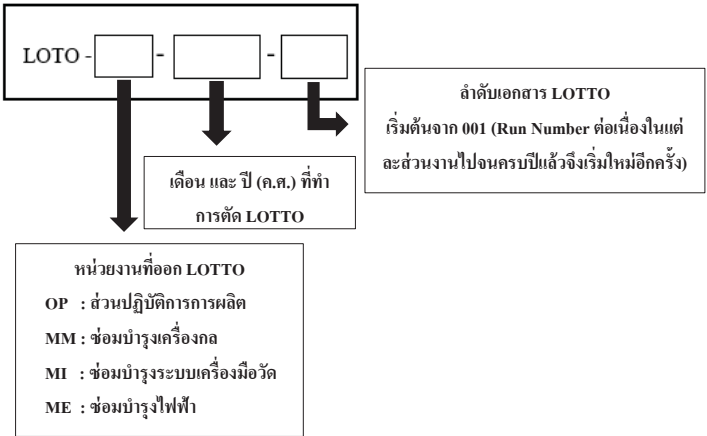 LOTO - - -
ลำดับเอกสาร LOTTO
เริ่มต้นจาก 001 (Run Number ต่อเนื่องในแต่
ละส่วนงานไปจนครบปีแล้วจึงเริ่มใหม่อีกครั้ง)
เดือน และ ปี (ค.ศ.) ที่ทำ
การตัด LOTTO
หน่วยงานที่ออก LOTTO
OP : ส่วนปฏิบัติการการผลิต
MM : ซ่อมบำรุงเครื่องกล
MI : ซ่อมบำรุงระบบเครื่องมือวัด
ME : ซ่อมบำรุงไฟฟ้า